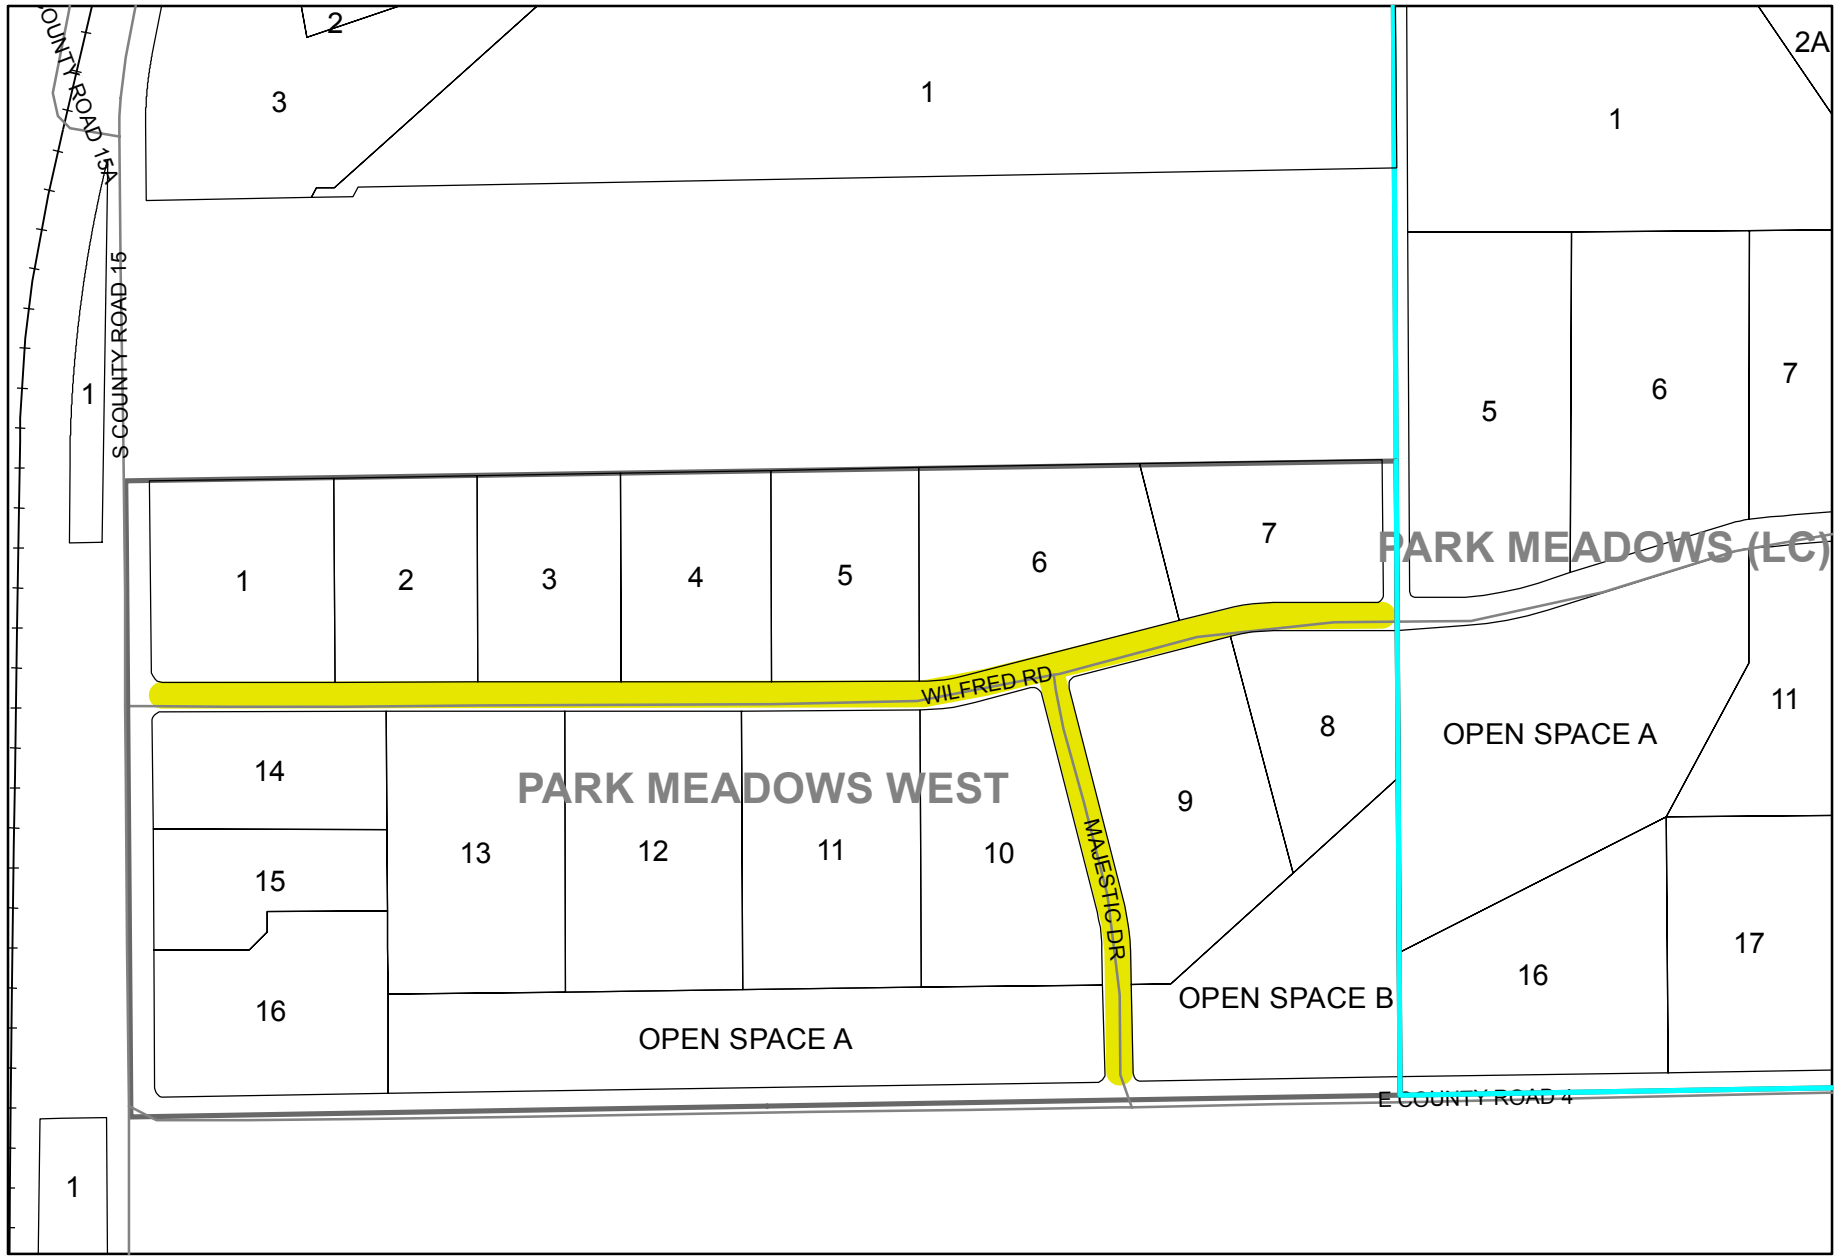 2
2A
3
1
1
OUNTY ROAD 15A
S COUNTY ROAD 15
1
5
6
7
PARK MEADOWS (LC)
1
2
3
4
5
6
7
WILFRED RD
8
OPEN SPACE A
11
14
PARK MEADOWS WEST
9
13
12
11
10
MAJESTIC DR
15
17
16
16
OPEN SPACE B
OPEN SPACE A
E COUNTY ROAD 4
1